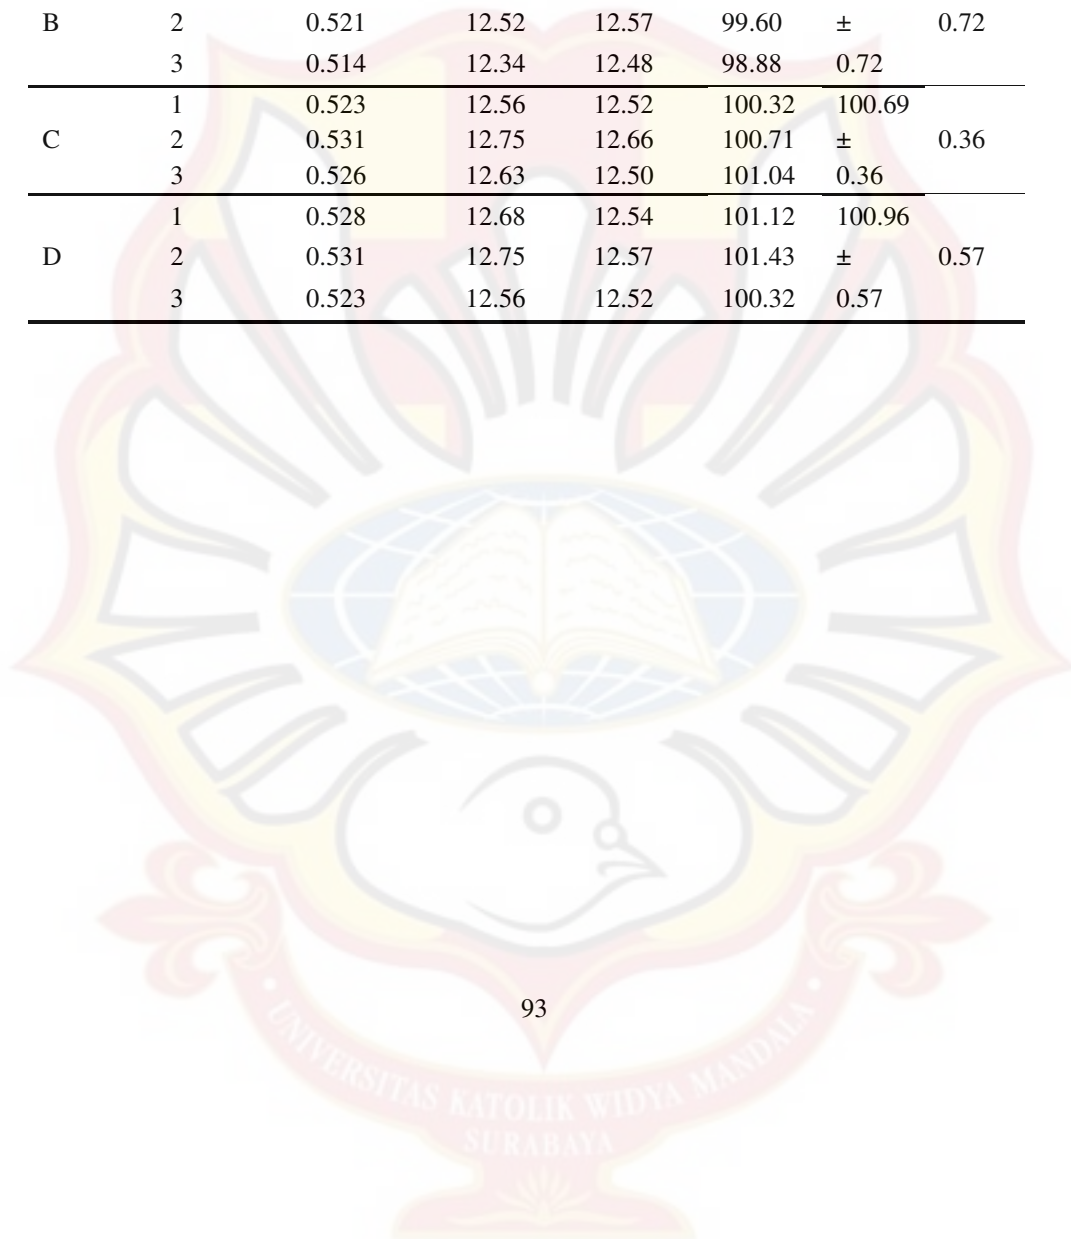 B 2 0.521 12.52 12.57 99.60 ± 0.72
3 0.514 12.34 12.48 98.88 0.72
1 0.523 12.56 12.52 100.32 100.69
C 2 0.531 12.75 12.66 100.71 ± 0.36
3 0.526 12.63 12.50 101.04 0.36
1 0.528 12.68 12.54 101.12 100.96
D 2 0.531 12.75 12.57 101.43 ± 0.57
3 0.523 12.56 12.52 100.32 0.57
93
UNIVERSITAS KATOLIK WIDYA MANDALA
SURABAYA